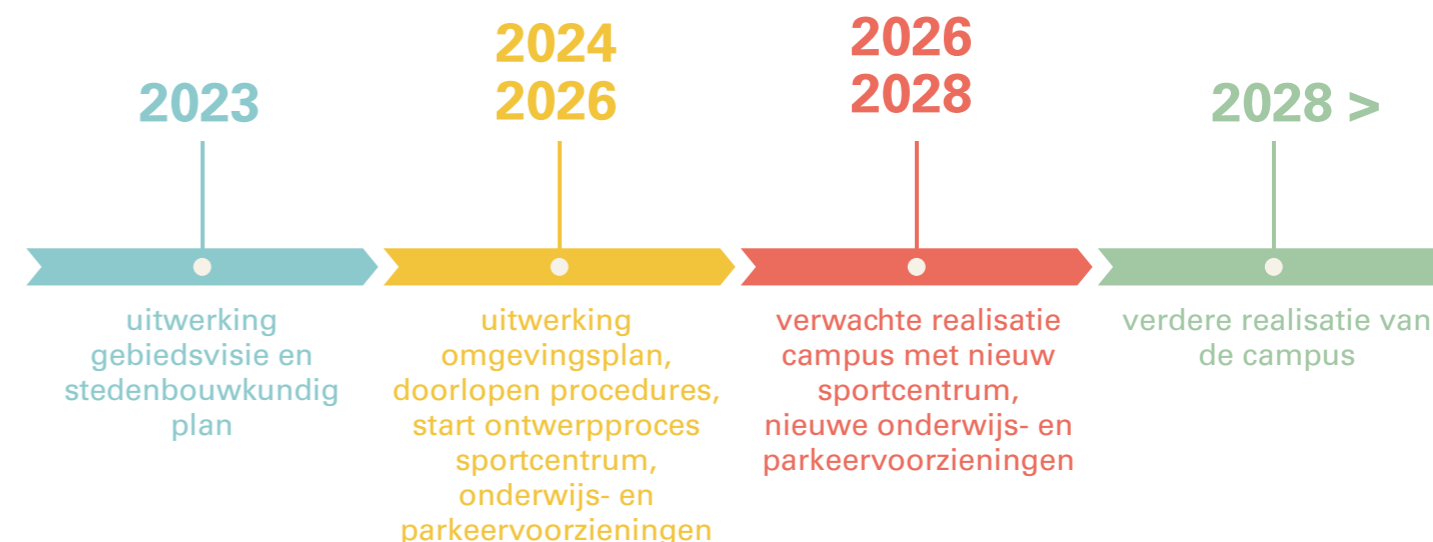 2023
uitwerking
gebiedsvisie en
stedenbouwkundig
plan
2024
2026
uitwerking
omgevingsplan,
doorlopen procedures,
start ontwerpproces
sportcentrum,
onderwijs- en
parkeervoorzieningen
2026
2028
verwachte realisatie
campus met nieuw
sportcentrum,
nieuwe onderwijs- en
parkeervoorzieningen
2028 >
verdere realisatie van
de campus